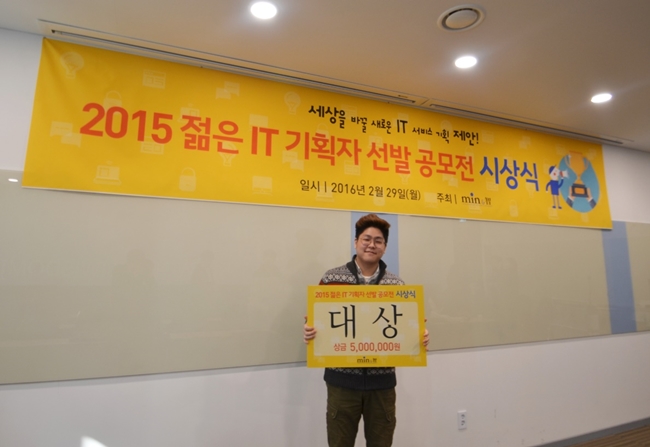 세상을 바꿀 새로운 IT 서비스 기획 제안!
2015 젊은 IT 기획자 선발 공모전 시상식
일시 | 2016년 2월 29일(월) 주최 | min
2015 젊은 IT 기획자 선발 공모전 시상식
대 상
상금 5,000,000원
min